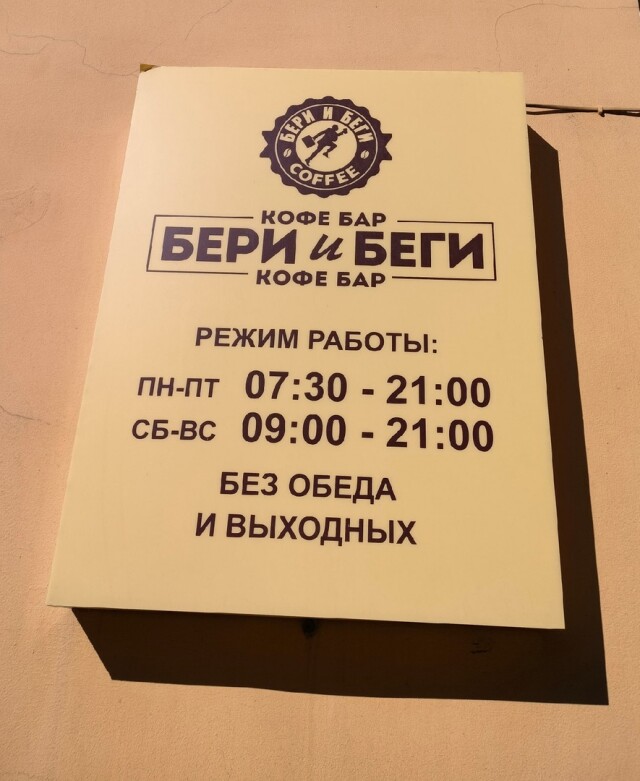 БЕРИ И БЕГИ
COFFEE
КОФЕ БАР
БЕРИ и БЕГИ
КОФЕ БАР
РЕЖИМ РАБОТЫ:
ПН-ПТ 07:30 - 21:00
СБ-ВС 09:00 - 21:00
БЕЗ ОБЕДА
И ВЫХОДНЫХ